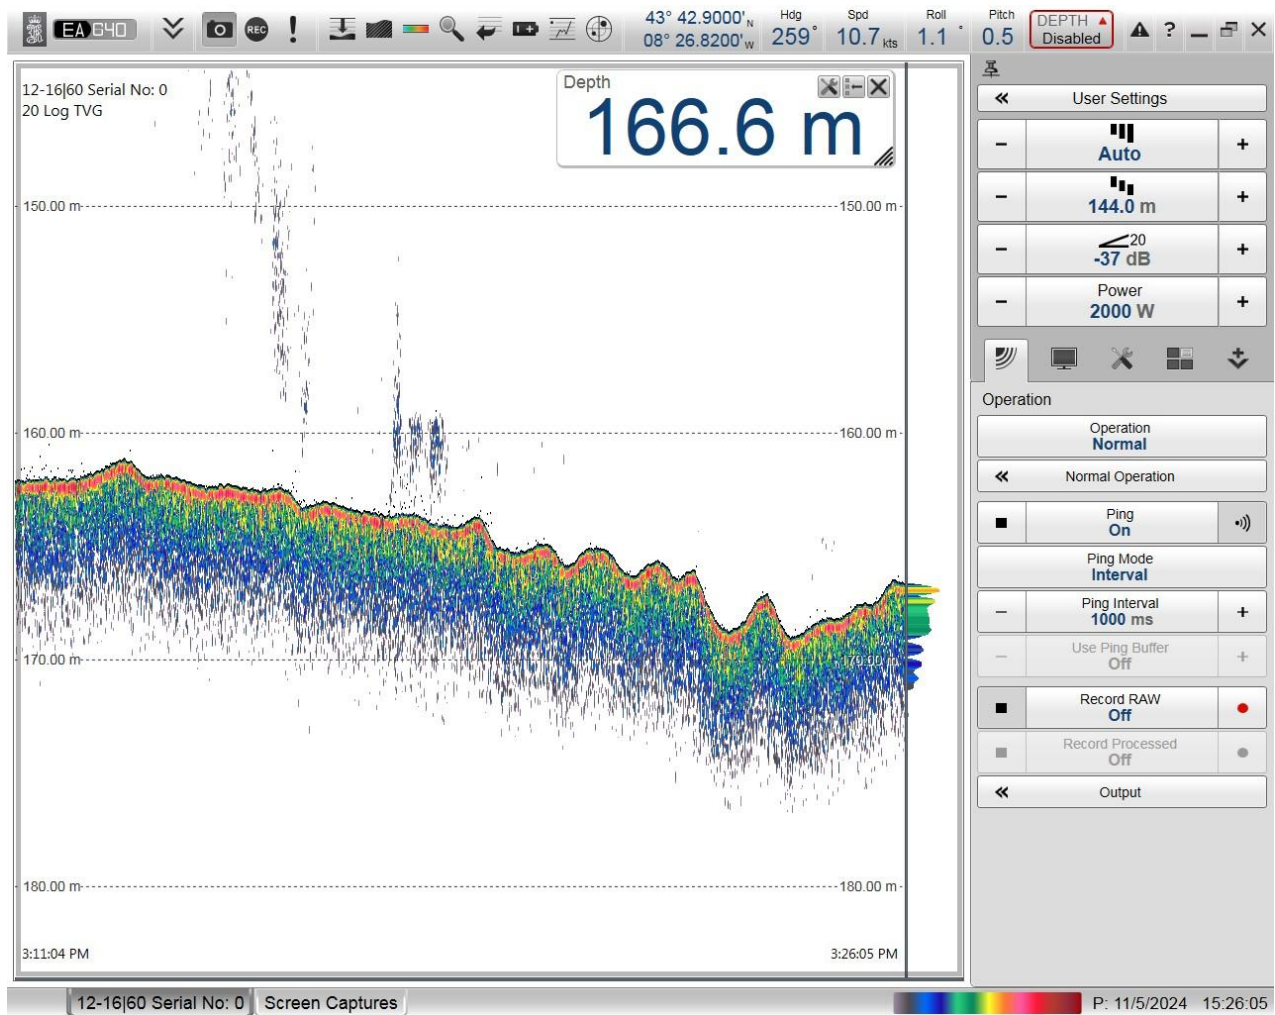 EA640
REC
43° 42.9000' N
08° 26.8200' W
Hdg
259°
Spd
10.7 kts
Roll
1.1 °
Pitch
0.5
DEPTH
Disabled
?
12-16|60 Serial No: 0
20 Log TVG
Depth
166.6 m
150.00 m
150.00 m
160.00 m
160.00 m
170.00 m
170.00 m
180.00 m
180.00 m
3:11:04 PM
3:26:05 PM
User Settings
Auto
144.0 m
20
-37 dB
Power
2000 W
Operation
Operation
Normal
Normal Operation
Ping
On
Ping Mode
Interval
Ping Interval
1000 ms
Use Ping Buffer
Off
Record RAW
Off
Record Processed
Off
Output
12-16|60 Serial No: 0
Screen Captures
P: 11/5/2024 15:26:05